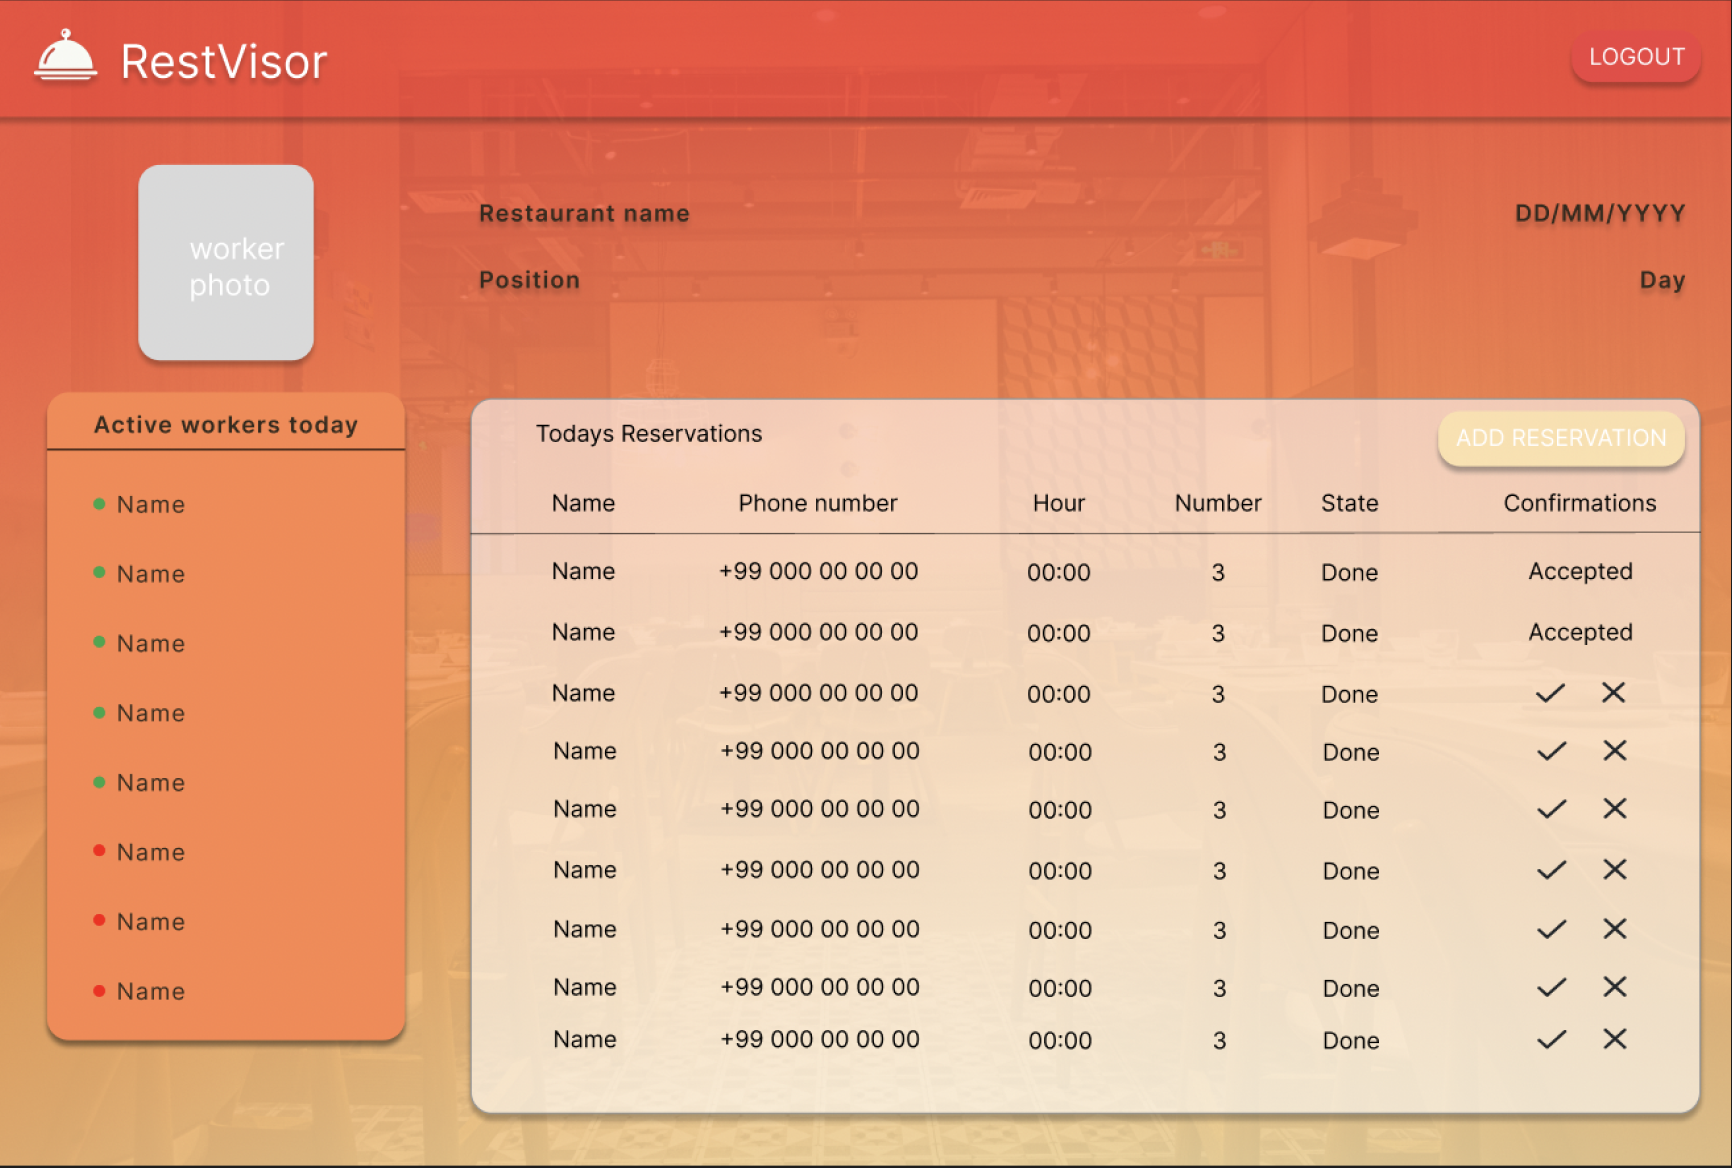 RestVisor
LOGOUT
worker
photo
Restaurant name
DD/MM/YYYY
Position
Day
Active workers today
Name
Name
Name
Name
Name
Name
Name
Name
Todays Reservations
ADD RESERVATION
Name Phone number Hour Number State Confirmations
Name +99 000 00 00 00 00:00 3 Done Accepted
Name +99 000 00 00 00 00:00 3 Done Accepted
Name +99 000 00 00 00 00:00 3 Done
Name +99 000 00 00 00 00:00 3 Done
Name +99 000 00 00 00 00:00 3 Done
Name +99 000 00 00 00 00:00 3 Done
Name +99 000 00 00 00 00:00 3 Done
Name +99 000 00 00 00 00:00 3 Done
Name +99 000 00 00 00 00:00 3 Done